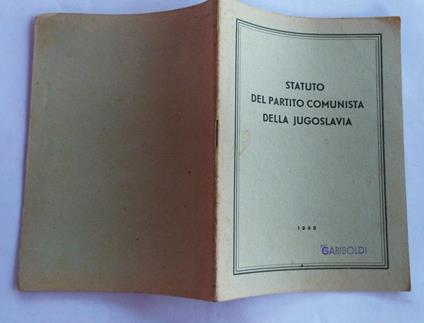 STATUTO
DEL PARTITO COMUNISTA
DELLA JUGOSLAVIA
GARIBOLDI